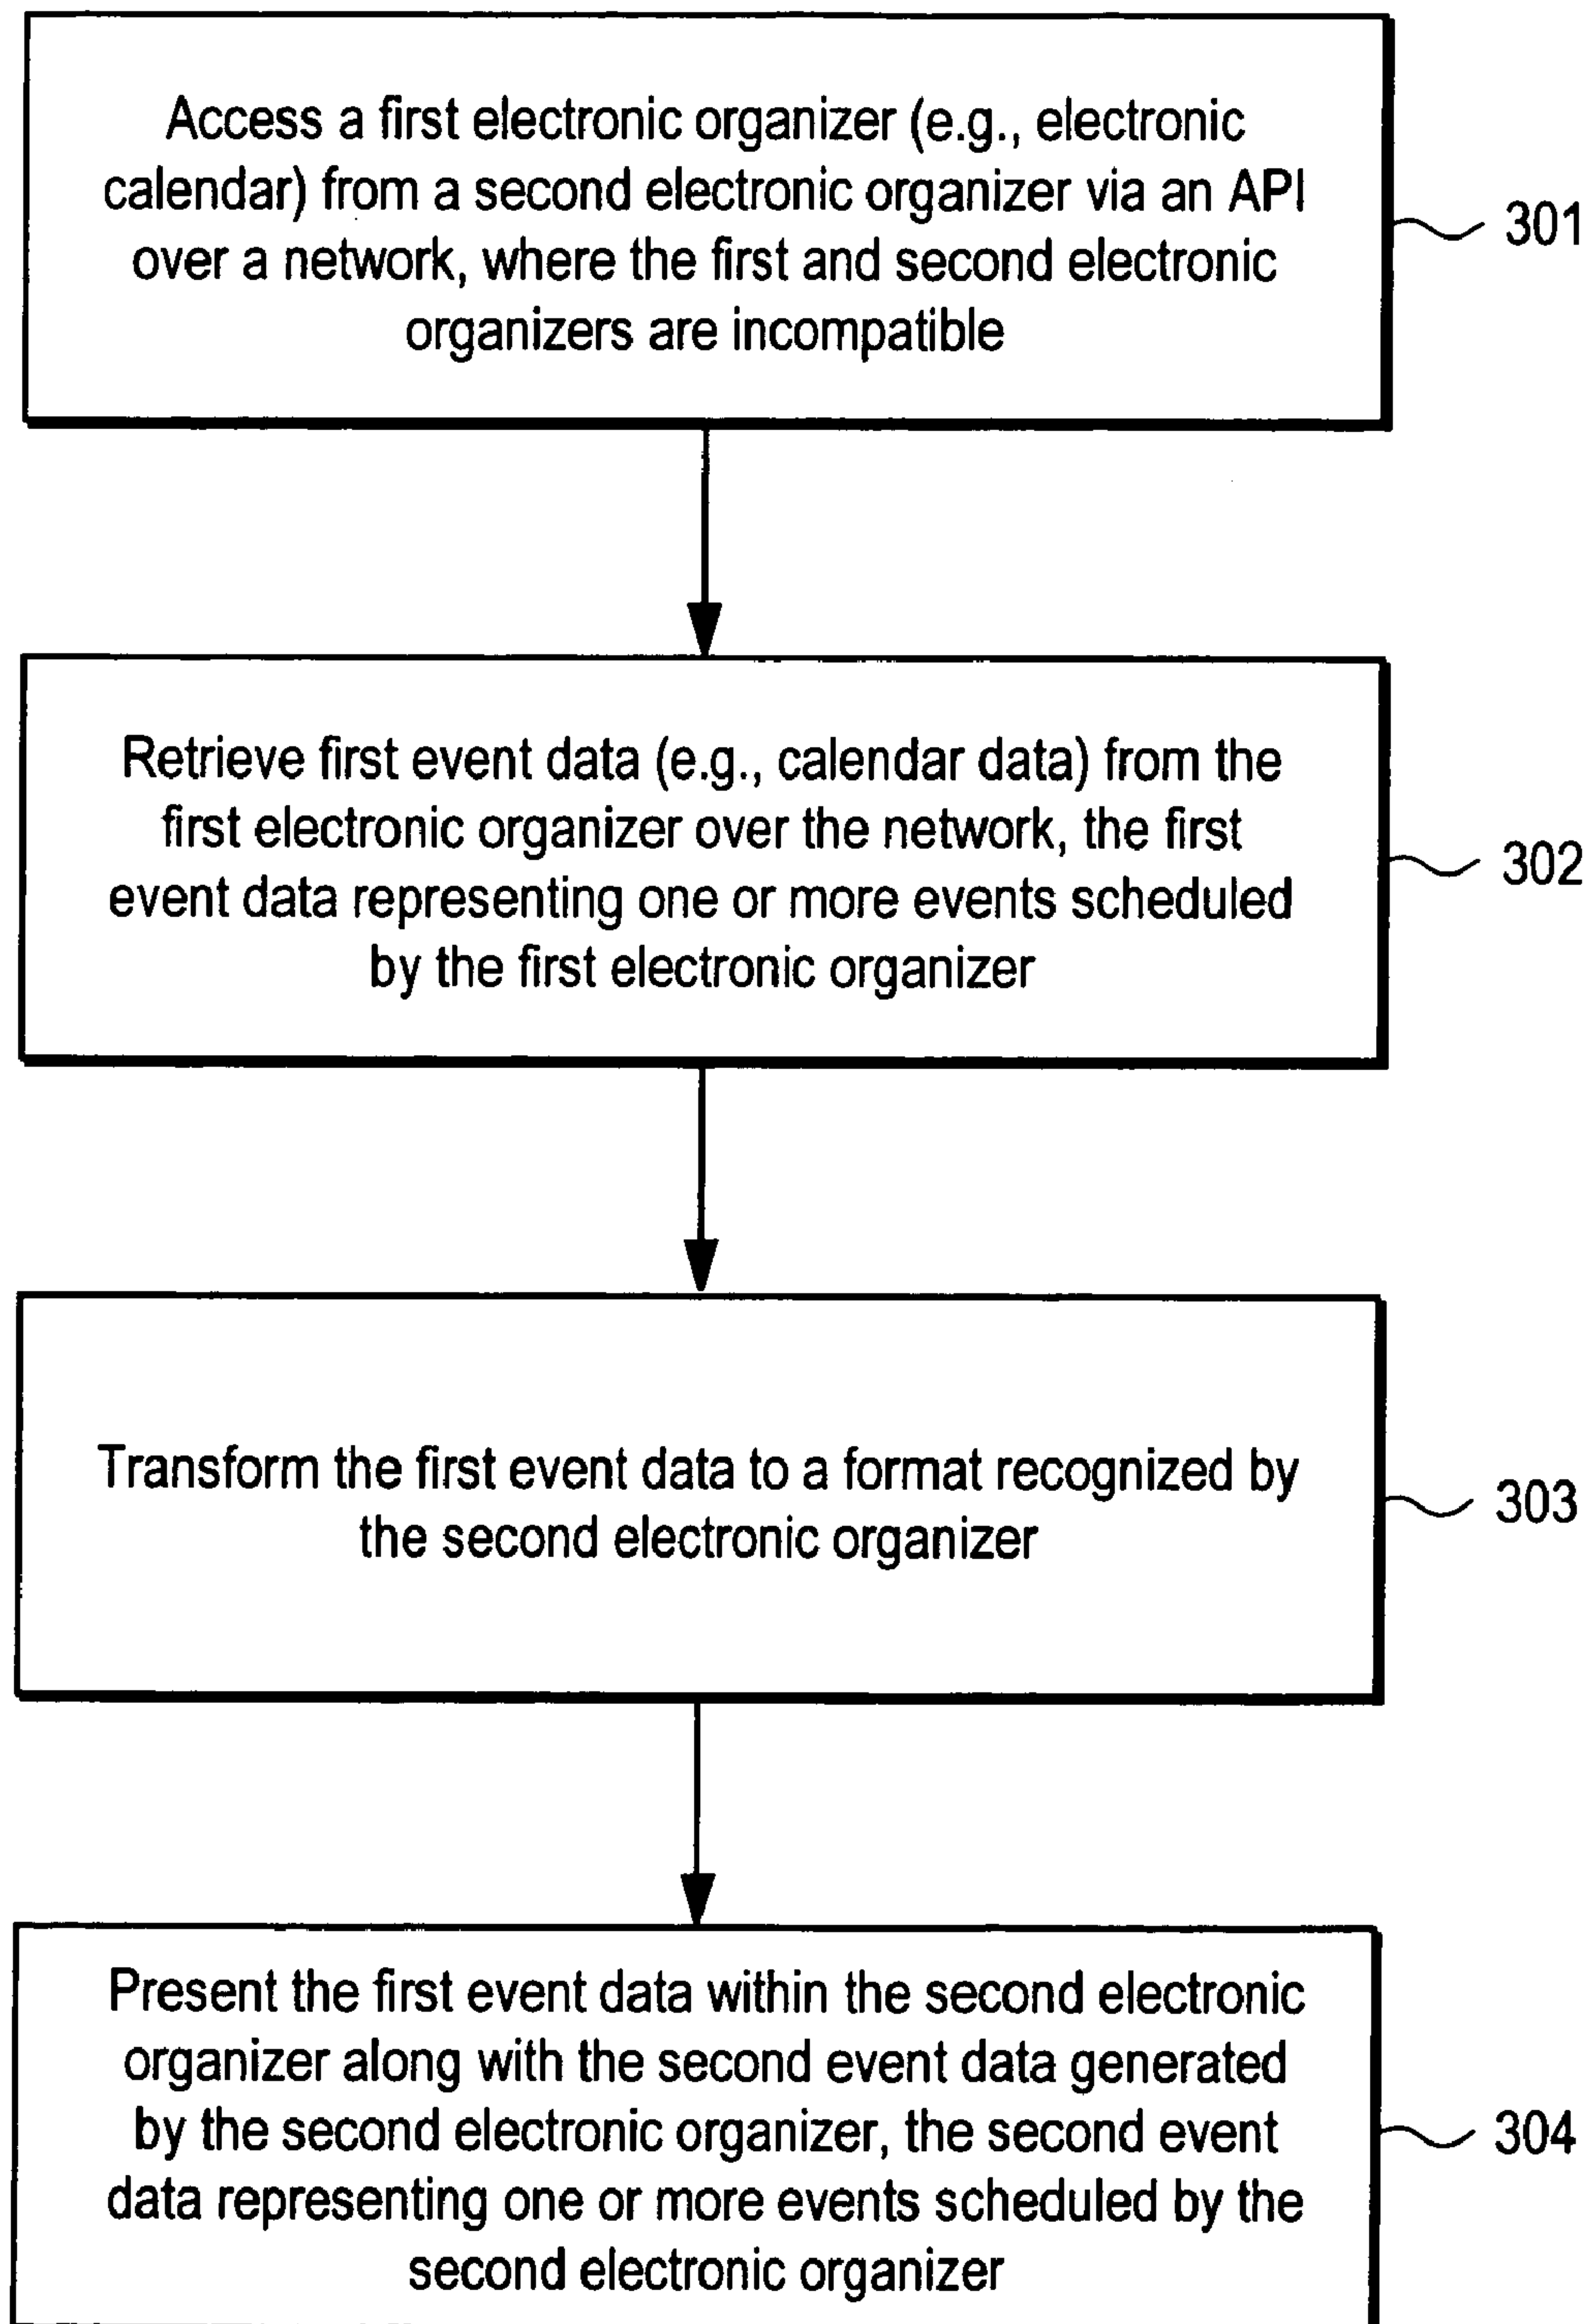 Access a first electronic organizer (e.g., electronic
calendar) from a second electronic organizer via an API
over a network, where the first and second electronic
organizers are incompatible
301
Retrieve first event data (e.g., calendar data) from the
first electronic organizer over the network, the first
event data representing one or more events scheduled
by the first electronic organizer
302
Transform the first event data to a format recognized by
the second electronic organizer
303
Present the first event data within the second electronic
organizer along with the second event data generated
by the second electronic organizer, the second event
data representing one or more events scheduled by the
second electronic organizer
304